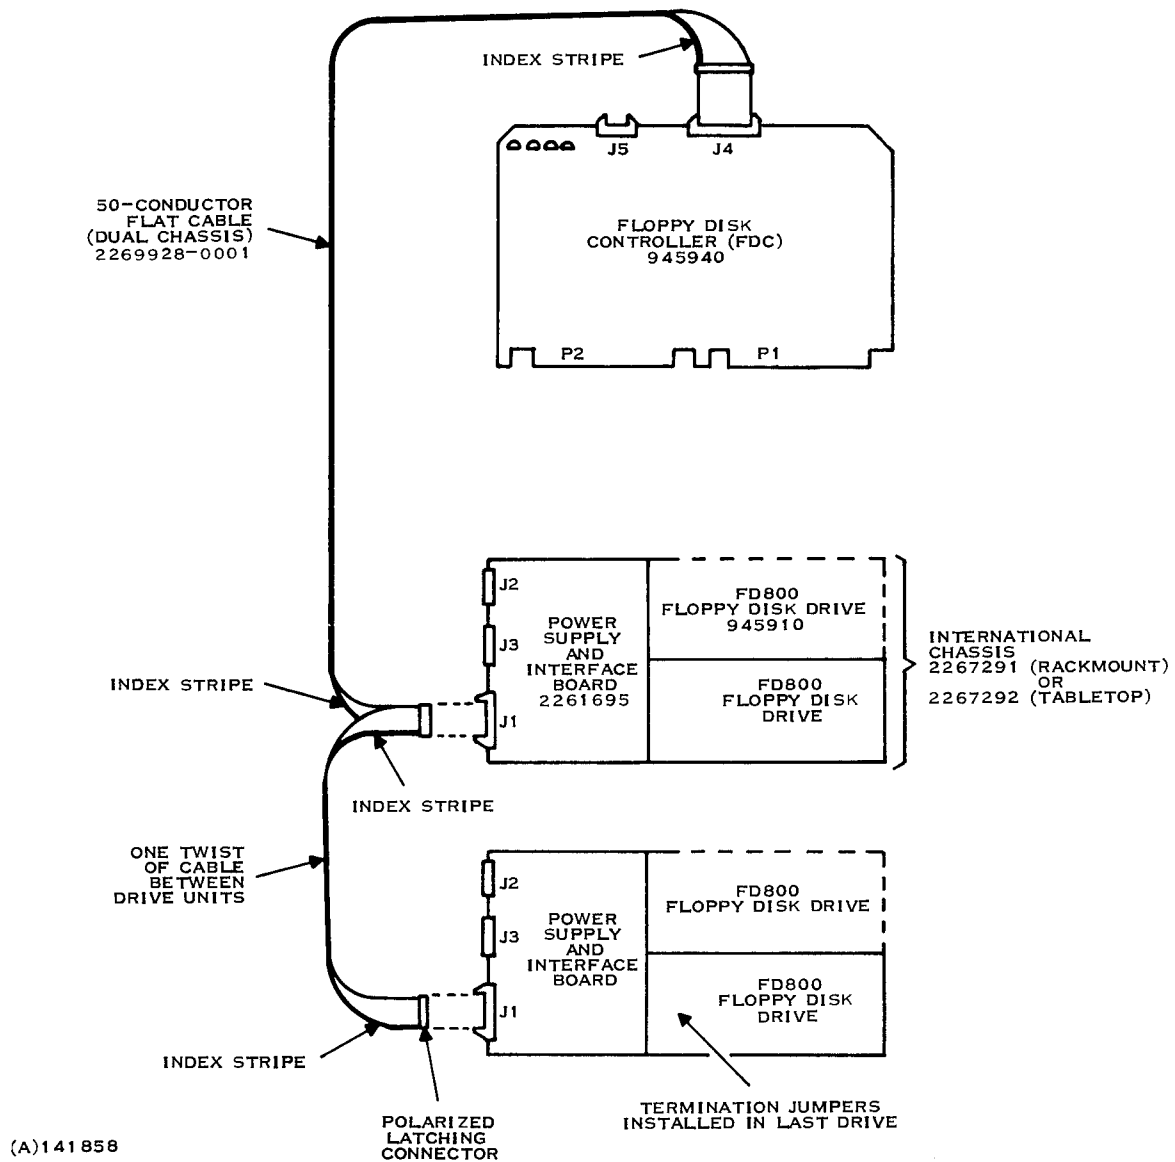 INDEX STRIPE
J5
J4
50-CONDUCTOR
FLAT CABLE
(DUAL CHASSIS)
2269928-0001
FLOPPY DISK
CONTROLLER (FDC)
945940
P2
P1
J2
J3
J1
POWER
SUPPLY
AND
INTERFACE
BOARD
2261695
FD800
FLOPPY DISK DRIVE
945910
FD800
FLOPPY DISK
DRIVE
INTERNATIONAL
CHASSIS
2267291 (RACKMOUNT)
OR
2267292 (TABLETOP)
INDEX STRIPE
INDEX STRIPE
ONE TWIST
OF CABLE
BETWEEN
DRIVE UNITS
J2
J3
J1
POWER
SUPPLY
AND
INTERFACE
BOARD
FD800
FLOPPY DISK DRIVE
FD800
FLOPPY DISK
DRIVE
INDEX STRIPE
POLARIZED
LATCHING
CONNECTOR
TERMINATION JUMPERS
INSTALLED IN LAST DRIVE
(A)141858